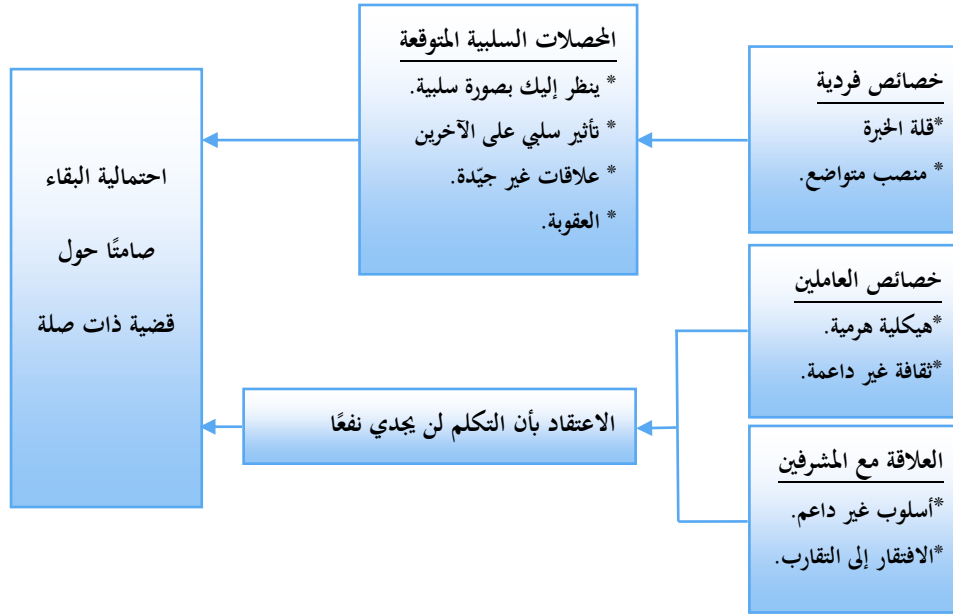 خصائص فردية
*قلة الخبرة
* منصب متواضع.
خصائص العاملين
*هيكلية هرمية.
*ثقافة غير داعمة.
العلاقة مع المشرفين
*أسلوب غير داعم.
*الافتقار إلى التقارب.
المحصلات السلبية المتوقعة
* ينظر إليك بصورة سلبية.
* تأثير سلبي على الآخرين
* علاقات غير جيّدة.
* العقوبة.
الاعتقاد بأن التكلم لن يجدي نفعًا
احتمالية البقاء
صامتًا حول
قضية ذات صلة